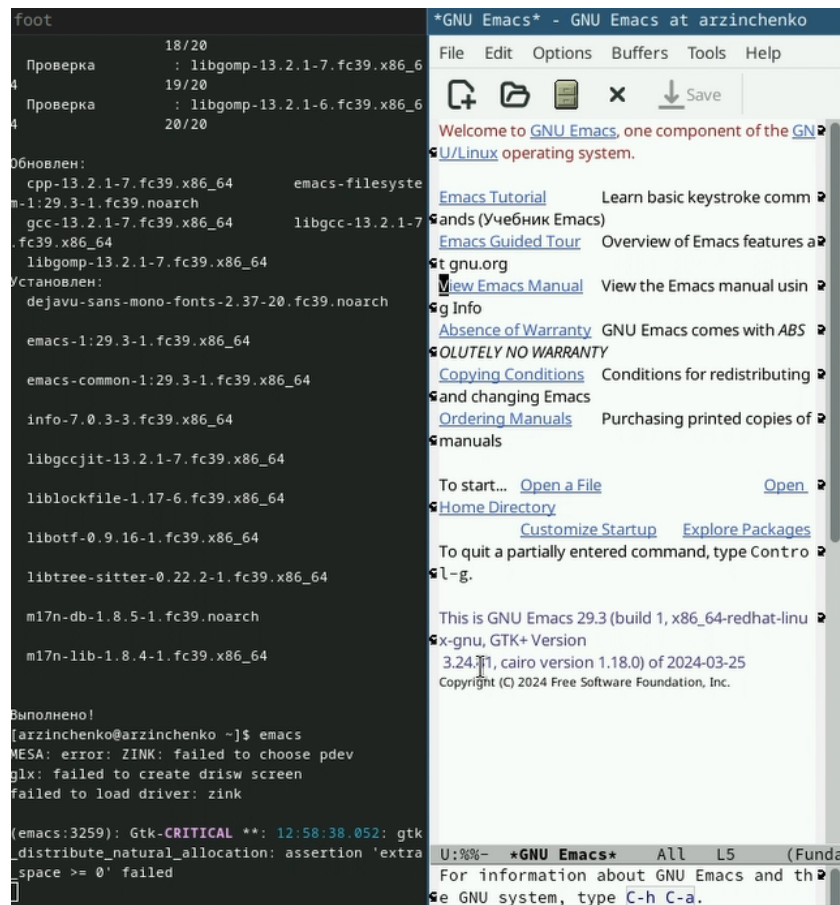 foot
18/20
Проверка : libgomp-13.2.1-7.fc39.x86_6
4 19/20
Проверка : libgomp-13.2.1-6.fc39.x86_6
4 20/20
Обновлен:
cpp-13.2.1-7.fc39.x86_64 emacs-filesyste
m-1:29.3-1.fc39.noarch
gcc-13.2.1-7.fc39.x86_64 libgcc-13.2.1-7
.fc39.x86_64
libgomp-13.2.1-7.fc39.x86_64
Установлен:
dejavu-sans-mono-fonts-2.37-20.fc39.noarch
emacs-1:29.3-1.fc39.x86_64
emacs-common-1:29.3-1.fc39.x86_64
info-7.0.3-3.fc39.x86_64
libgccjit-13.2.1-7.fc39.x86_64
liblockfile-1.17-6.fc39.x86_64
libotf-0.9.16-1.fc39.x86_64
libtree-sitter-0.22.2-1.fc39.x86_64
m17n-db-1.8.5-1.fc39.noarch
m17n-lib-1.8.4-1.fc39.x86_64
Выполнено!
[arzinchenko@arzinchenko ~]$ emacs
MESA: error: ZINK: failed to choose pdev
glx: failed to create drisw screen
failed to load driver: zink
(emacs:3259): Gtk-CRITICAL **: 12:58:38.052: gtk
_distribute_natural_allocation: assertion 'extra
_space >= 0' failed
*GNU Emacs* - GNU Emacs at arzinchenko
File Edit Options Buffers Tools Help
Save
Welcome to GNU Emacs, one component of the GN
U/Linux operating system.
Emacs Tutorial Learn basic keystroke comm
ands (Учебник Emacs)
Emacs Guided Tour Overview of Emacs features a
t gnu.org
View Emacs Manual View the Emacs manual usin
g Info
Absence of Warranty GNU Emacs comes with ABS
OLUTELY NO WARRANTY
Copying Conditions Conditions for redistributing
and changing Emacs
Ordering Manuals Purchasing printed copies of
manuals
To start... Open a File Open
Home Directory
Customize Startup Explore Packages
To quit a partially entered command, type Contro
l-g.
This is GNU Emacs 29.3 (build 1, x86_64-redhat-linu
x-gnu, GTK+ Version
3.24.41, cairo version 1.18.0) of 2024-03-25
Copyright (C) 2024 Free Software Foundation, Inc.
U:%%- *GNU Emacs* All L5 (Funda
For information about GNU Emacs and th
e GNU system, type C-h C-a.